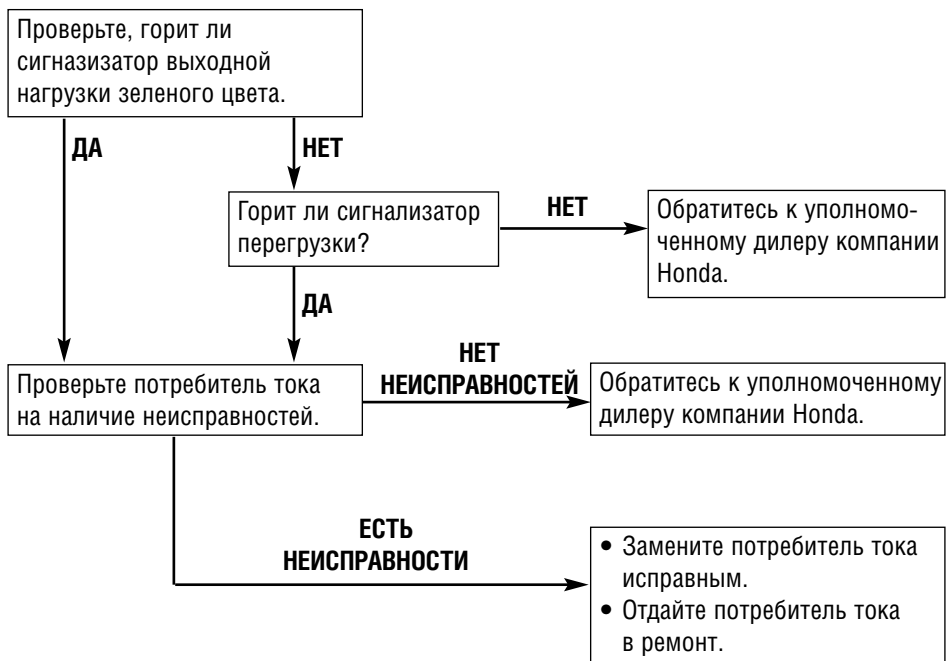 Проверьте, горит ли
сигназизатор выходной
нагрузки зеленого цвета.
ДА
НЕТ
Горит ли сигнализатор
перегрузки?
НЕТ
Обратитесь к уполномо-
ченному дилеру компании
Honda.
ДА
Проверьте потребитель тока
на наличие неисправностей.
НЕТ
НЕИСПРАВНОСТЕЙ
Обратитесь к уполномоченному
дилеру компании Honda.
ЕСТЬ
НЕИСПРАВНОСТИ
• Замените потребитель тока
исправным.
• Отдайте потребитель тока
в ремонт.